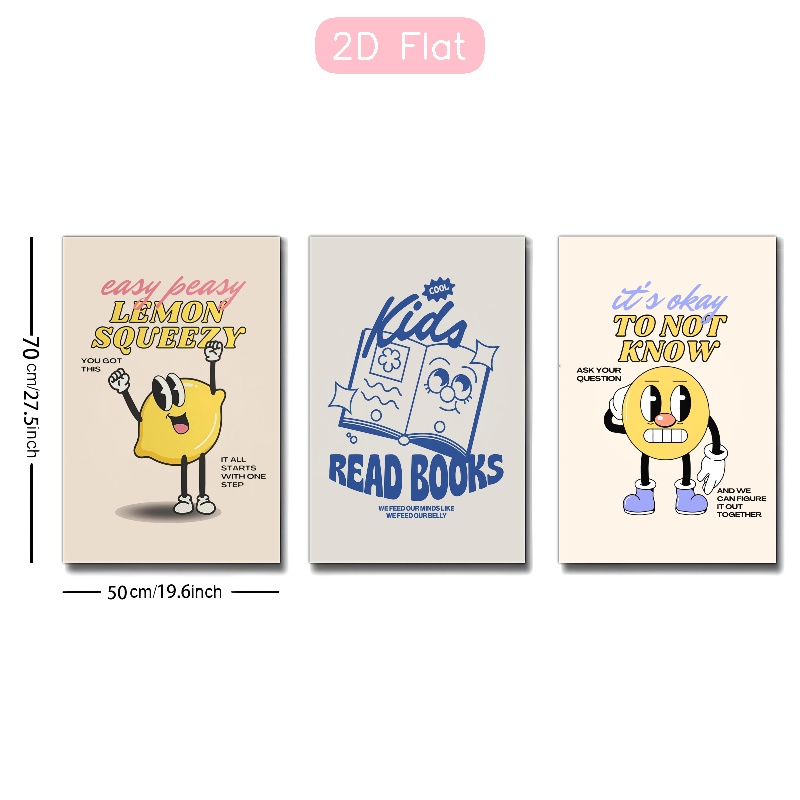 2D Flat
easy peasy
LEMON
SQUEEZY
YOU GOT
THIS
IT ALL
STARTS
WITH ONE
STEP
COOL
Kids
READ BOOKS
WE FEED OUR MINDS LIKE
WE FEED OUR BELLY
it's okay
TO NOT
KNOW
ASK YOUR
QUESTION
AND WE
CAN FIGURE
IT OUT
TOGETHER.
70cm/27.5inch
50cm/19.6inch